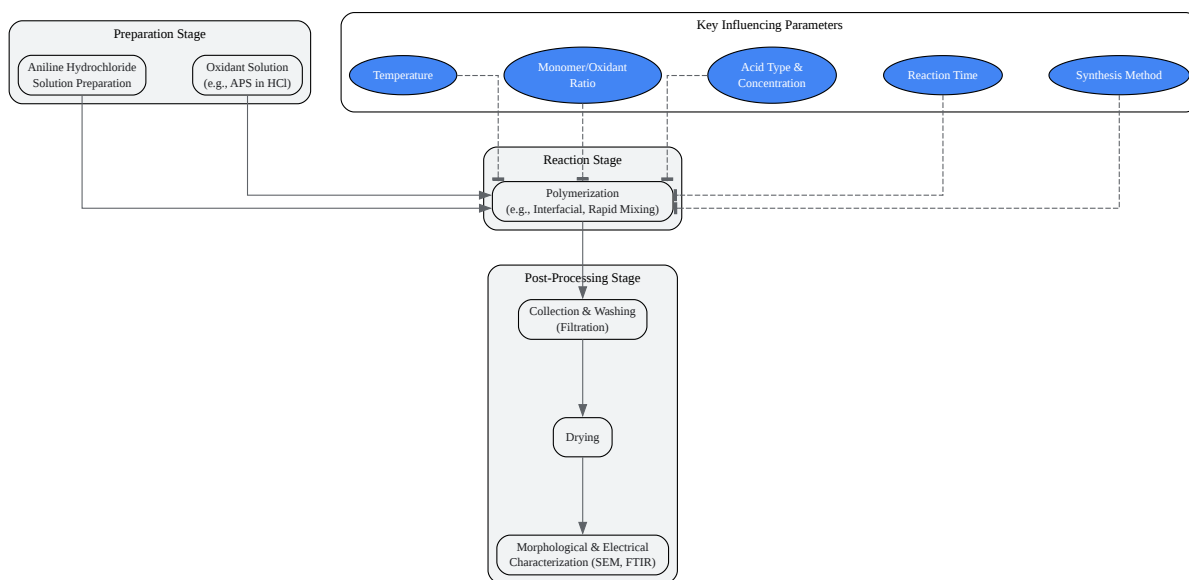 Preparation Stage
Aniline Hydrochloride
Solution Preparation
Oxidant Solution
(e.g., APS in HCl)
Key Influencing Parameters
Temperature
Monomer/Oxidant
Ratio
Acid Type &
Concentration
Reaction Time
Synthesis Method
Reaction Stage
Polymerization
(e.g., Interfacial, Rapid Mixing)
Post-Processing Stage
Collection & Washing
(Filtration)
Drying
Morphological & Electrical
Characterization (SEM, FTIR)